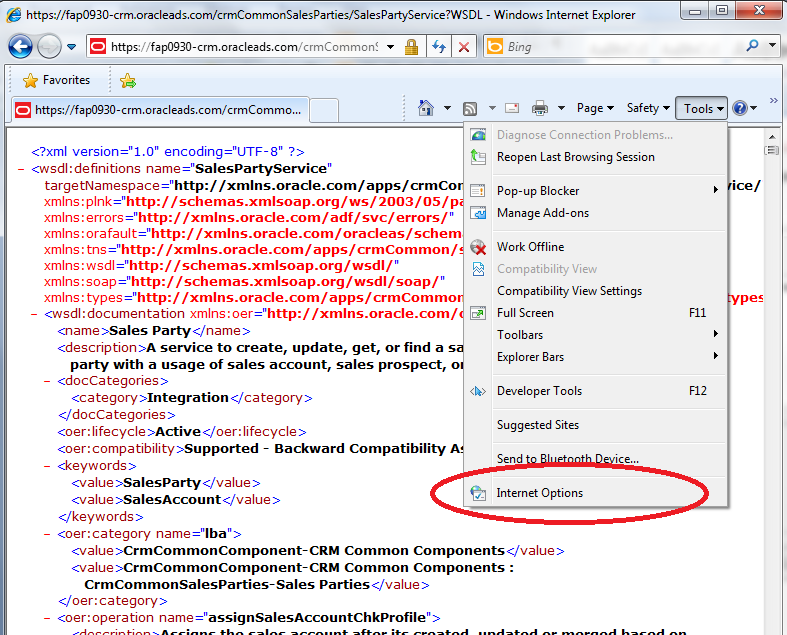 https://fap0930-crm.oracleads.com/crmCommonSalesParties/SalesPartyService?WSDL - Windows Internet Explorer
https://fap0930-crm.oracleads.com/crmCommonS
Bing
Favorites
https://fap0930-crm.oracleads.com/crmCommo...
Page
Safety
Tools
Diagnose Connection Problems...
Reopen Last Browsing Session
Pop-up Blocker
Manage Add-ons
Work Offline
Compatibility View
Compatibility View Settings
Full Screen F11
Toolbars
Explorer Bars
Developer Tools F12
Suggested Sites
Send to Bluetooth Device...
Internet Options
<?xml version="1.0" encoding="UTF-8" ?>
- <wsdl:definitions name="SalesPartyService"
targetNamespace="http://xmlns.oracle.com/apps/crmCo vice/
xmlns:plnk="http://schemas.xmlsoap.org/ws/2003/05/pa
xmlns:errors="http://xmlns.oracle.com/adf/svc/errors/"
xmlns:orafault="http://xmlns.oracle.com/oracleas/schema
xmlns:tns="http://xmlns.oracle.com/apps/crmCommon/s
xmlns:wsdl="http://schemas.xmlsoap.org/wsdl/"
xmlns:soap="http://schemas.xmlsoap.org/wsdl/soap/"
xmlns:types="http://xmlns.oracle.com/apps/crmCommon types
- <wsdl:documentation xmlns:oer="http://xmlns.oracle.com/
<name>Sales Party</name>
<description>A service to create, update, get, or find a sa
party with a usage of sales account, sales prospect, o
- <docCategories>
<category>Integration</category>
</docCategories>
<oer:lifecycle>Active</oer:lifecycle>
<oer:compatibility>Supported - Backward Compatibility As
- <keywords>
<value>SalesParty</value>
<value>SalesAccount</value>
</keywords>
- <oer:category name="lba">
<value>CrmCommonComponent-CRM Common Components</value>
<value>CrmCommonComponent-CRM Common Components :
CrmCommonSalesParties-Sales Parties</value>
</oer:category>
- <oer:operation name="assignSalesAccountChkProfile">
<description>Assigns the sales account after its created, updated or merged based on